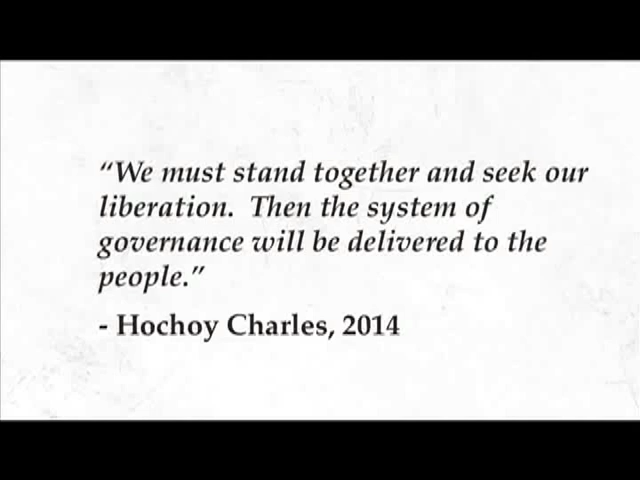 “We must stand together and seek our
liberation.  Then the system of
governance will be delivered to the
people.”
- Hochoy Charles, 2014